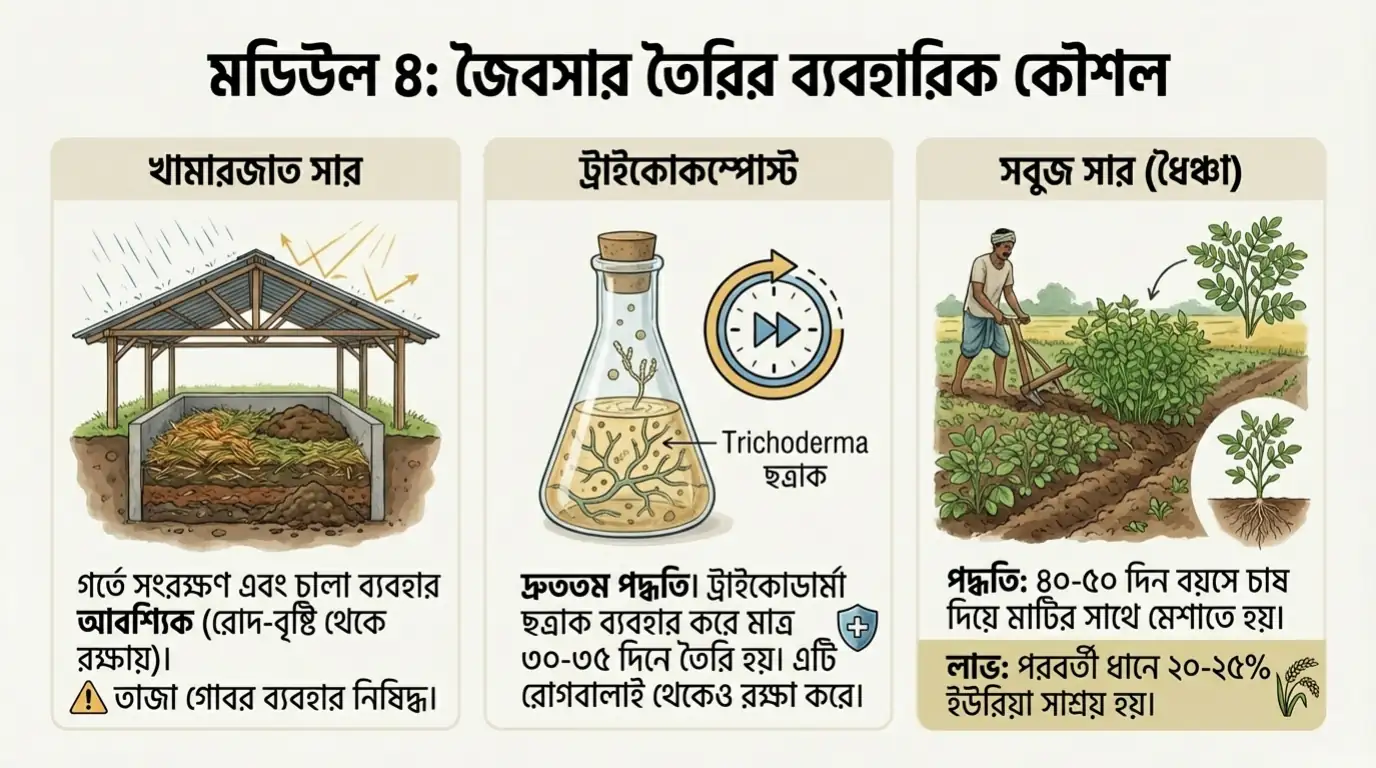 মডিউল ৪: জৈবসার তৈরির ব্যবহারিক কৌশল
খামারজাত সার
গর্তে সংরক্ষণ এবং চালা ব্যবহার
আবশ্যিক (রোদ-বৃষ্টি থেকে
রক্ষায়)।
তাজা গোবর ব্যবহার নিষিদ্ধ।
ট্রাইকোকম্পোস্ট
Trichoderma
ছত্রাক
দ্রুততম পদ্ধতি। ট্রাইকোডার্মা
ছত্রাক ব্যবহার করে মাত্র
৩০-৩৫ দিনে তৈরি হয়। এটি
রোগবালাই থেকেও রক্ষা করে।
সবুজ সার (ধৈঞ্চা)
পদ্ধতি: ৪০-৫০ দিন বয়সে চাষ
দিয়ে মাটির সাথে মেশাতে হয়।
লাভ: পরবর্তী ধানে ২০-২৫%
ইউরিয়া সাশ্রয় হয়।